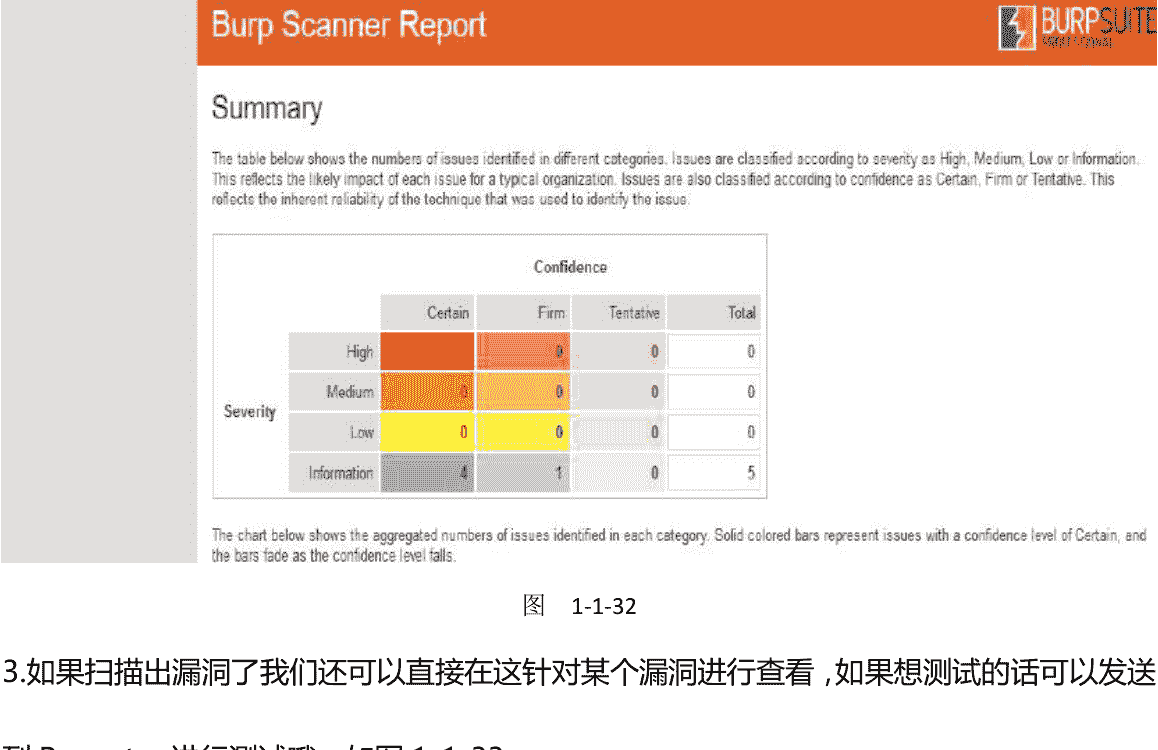 Burp Scanner Report
BURPSUITE
Summary
The table below shows the numbers of issues identified in different categories. Issues are classified according to severity as High, Medium, Low or Information.
This reflects the likely impact of each issue for a typical organization. Issues are also classified according to confidence as Certain, Firm or Tentative. This
reflects the inherent reliability of the technique that was used to identify the issue.
Confidence
Certain Firm Tentative Total
High 0 0 0
Medium 0 0 0 0
Severity
Low 0 0 0 0
Information 4 1 0 5
The chart below shows the aggregated numbers of issues identified in each category. Solid colored bars represent issues with a confidence level of Certain, and
the bars fade as the confidence level falls.
图 1-1-32
3.如果扫描出漏洞了我们还可以直接在这针对某个漏洞进行查看,如果想测试的话可以发送